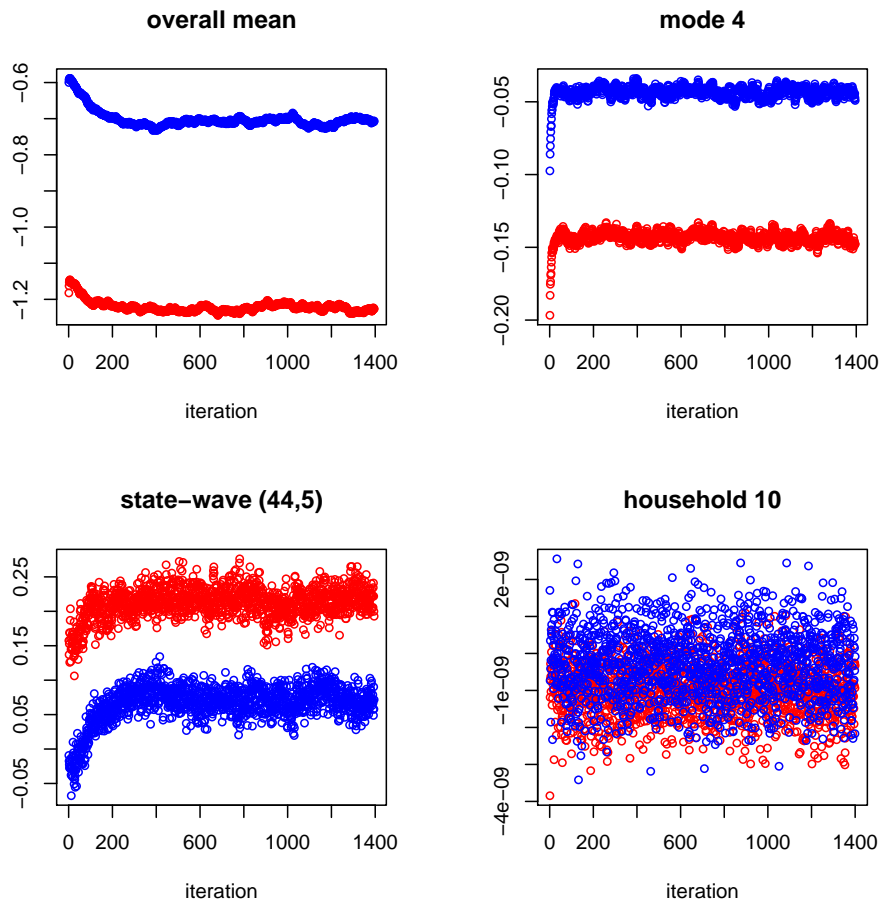 overall mean
−0.6
−0.8
−1.0
−1.2
0 200 600 1000 1400
iteration
mode 4
−0.05
−0.10
−0.15
−0.20
0 200 600 1000 1400
iteration
state−wave (44,5)
0.25
0.15
0.05
−0.05
0 200 600 1000 1400
iteration
household 10
2e−09
−1e−09
−4e−09
0 200 600 1000 1400
iteration